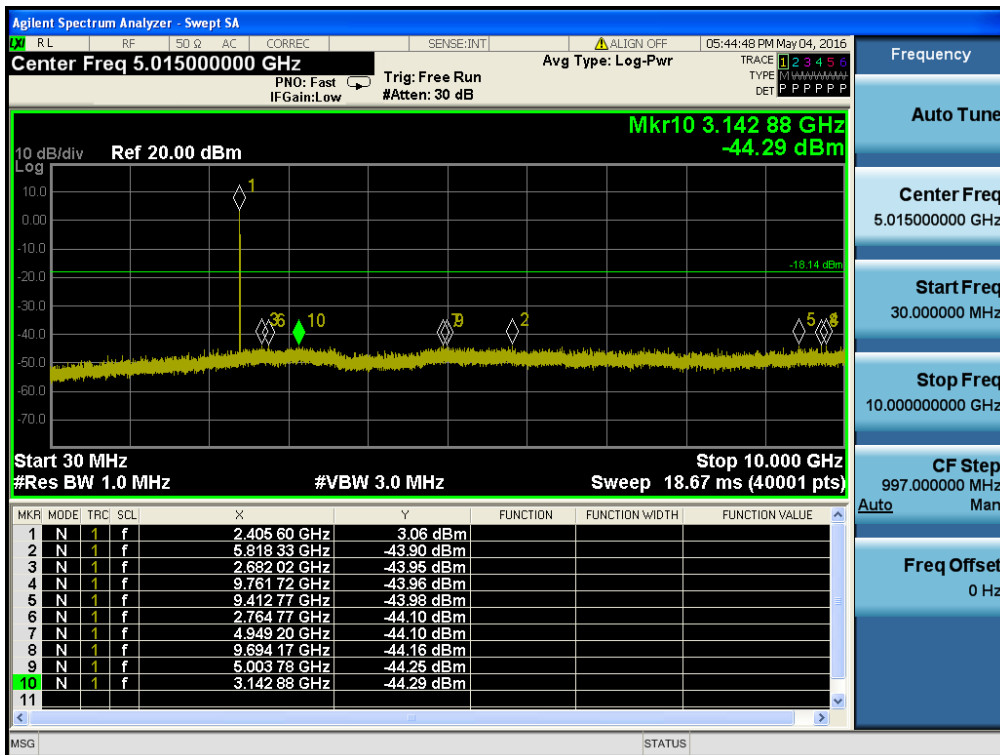 Agilent Spectrum Analyzer - Swept SA
LXI RL RF 50 Ω AC CORREC SENSE:INT ALIGN OFF 05:44:48 PM May 04, 2016
Center Freq 5.015000000 GHz
PNO: Fast
IFGain:Low
Trig: Free Run
#Atten: 30 dB
Avg Type: Log-Pwr
TRACE 1 2 3 4 5 6
TYPE M
DET P P P P P P
Mkr10 3.142 88 GHz
-44.29 dBm
10 dB/div Ref 20.00 dBm
Log
10.0
0.00
-10.0
-20.0
-30.0
-40.0
-50.0
-60.0
-70.0
-18.14 dBm
1
3 6 10 7 9 2 5
Start 30 MHz Stop 10.000 GHz
#Res BW 1.0 MHz #VBW 3.0 MHz Sweep 18.67 ms (40001 pts)
MKR MODE TRC SCL X Y FUNCTION FUNCTION WIDTH FUNCTION VALUE
1 N 1 f 2.405 60 GHz 3.06 dBm
2 N 1 f 5.818 33 GHz -43.90 dBm
3 N 1 f 2.682 02 GHz -43.95 dBm
4 N 1 f 9.761 72 GHz -43.96 dBm
5 N 1 f 9.412 77 GHz -43.98 dBm
6 N 1 f 2.764 77 GHz -44.10 dBm
7 N 1 f 4.949 20 GHz -44.10 dBm
8 N 1 f 9.694 17 GHz -44.16 dBm
9 N 1 f 5.003 78 GHz -44.25 dBm
10 N 1 f 3.142 88 GHz -44.29 dBm
11
MSG STATUS
Frequency
Auto Tune
Center Freq
5.015000000 GHz
Start Freq
30.000000 MHz
Stop Freq
10.000000000 GHz
CF Step
997.000000 MHz
Auto Man
Freq Offset
0 Hz